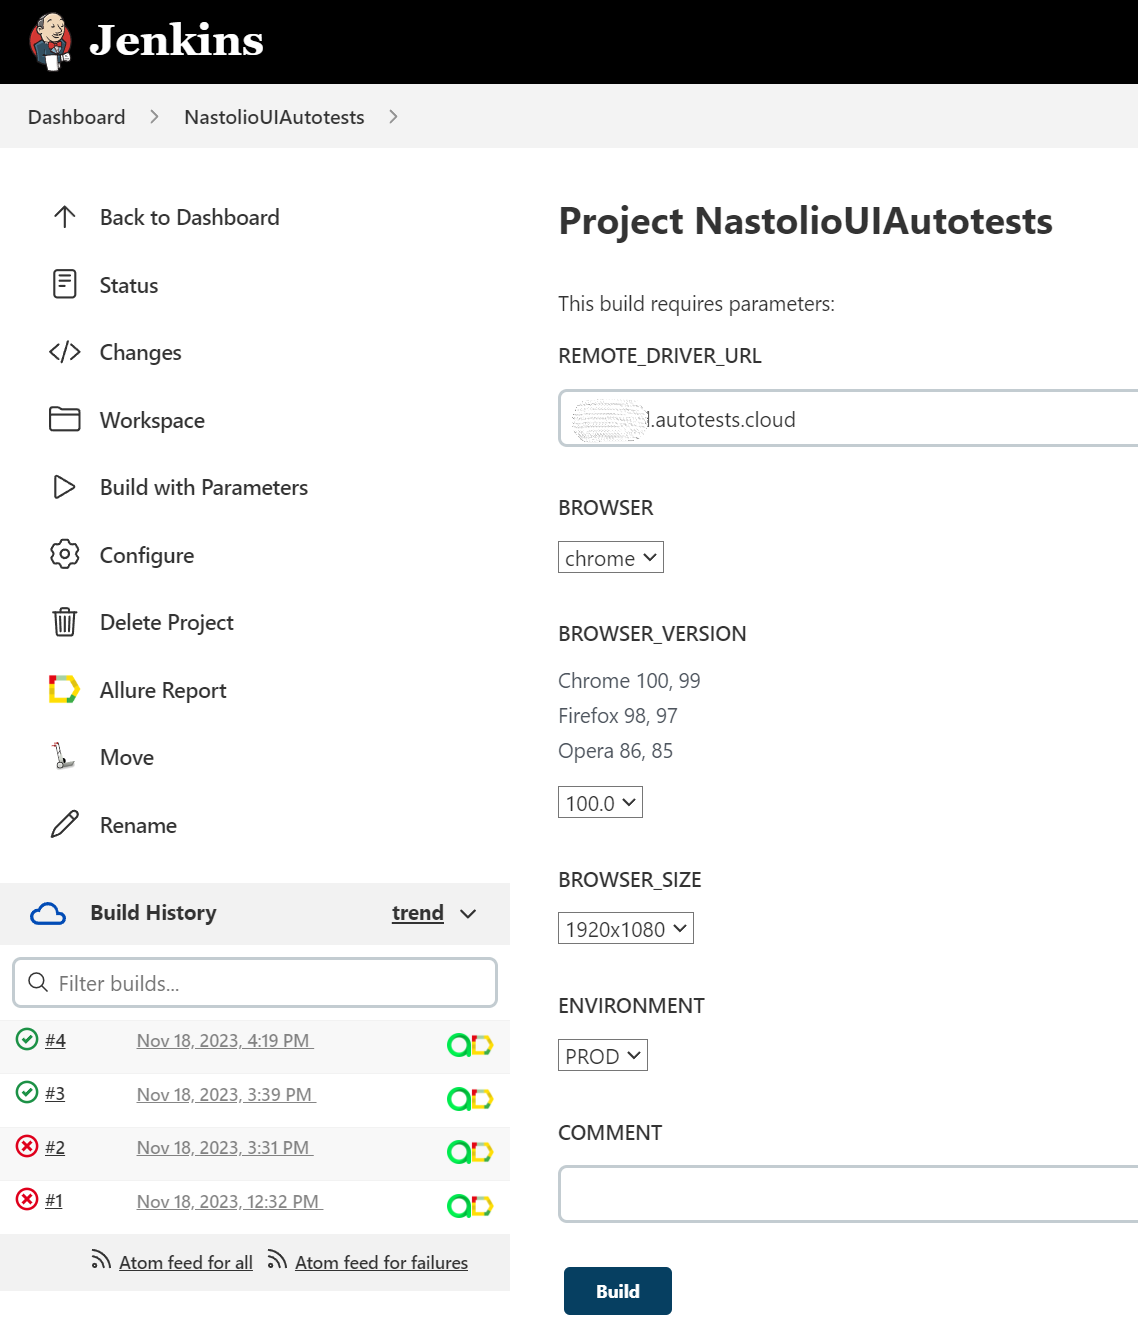 Jenkins
Dashboard
NastolioUIAutotests
Back to Dashboard
Status
Changes
Workspace
Build with Parameters
Configure
Delete Project
Allure Report
Move
Rename
Build History
trend
Filter builds...
#4 Nov 18, 2023, 4:19 PM
#3 Nov 18, 2023, 3:39 PM
#2 Nov 18, 2023, 3:31 PM
#1 Nov 18, 2023, 12:32 PM
Atom feed for all Atom feed for failures
Project NastolioUIAutotests
This build requires parameters:
REMOTE_DRIVER_URL
.autotests.cloud
BROWSER
chrome
BROWSER_VERSION
Chrome 100, 99
Firefox 98, 97
Opera 86, 85
100.0
BROWSER_SIZE
1920x1080
ENVIRONMENT
PROD
COMMENT
Build